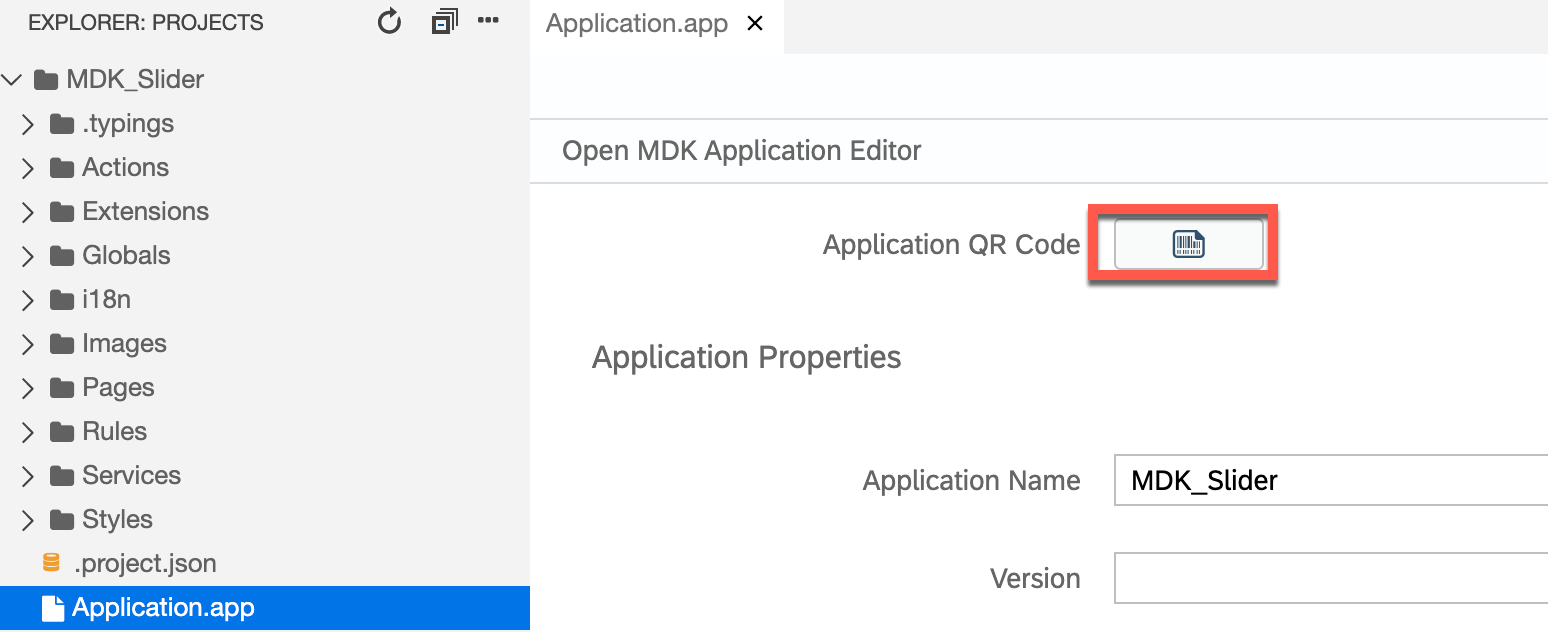 EXPLORER: PROJECTS
MDK_Slider
.typings
Actions
Extensions
Globals
i18n
Images
Pages
Rules
Services
Styles
.project.json
Application.app
Application.app
Open MDK Application Editor
Application QR Code
Application Properties
Application Name
MDK_Slider
Version